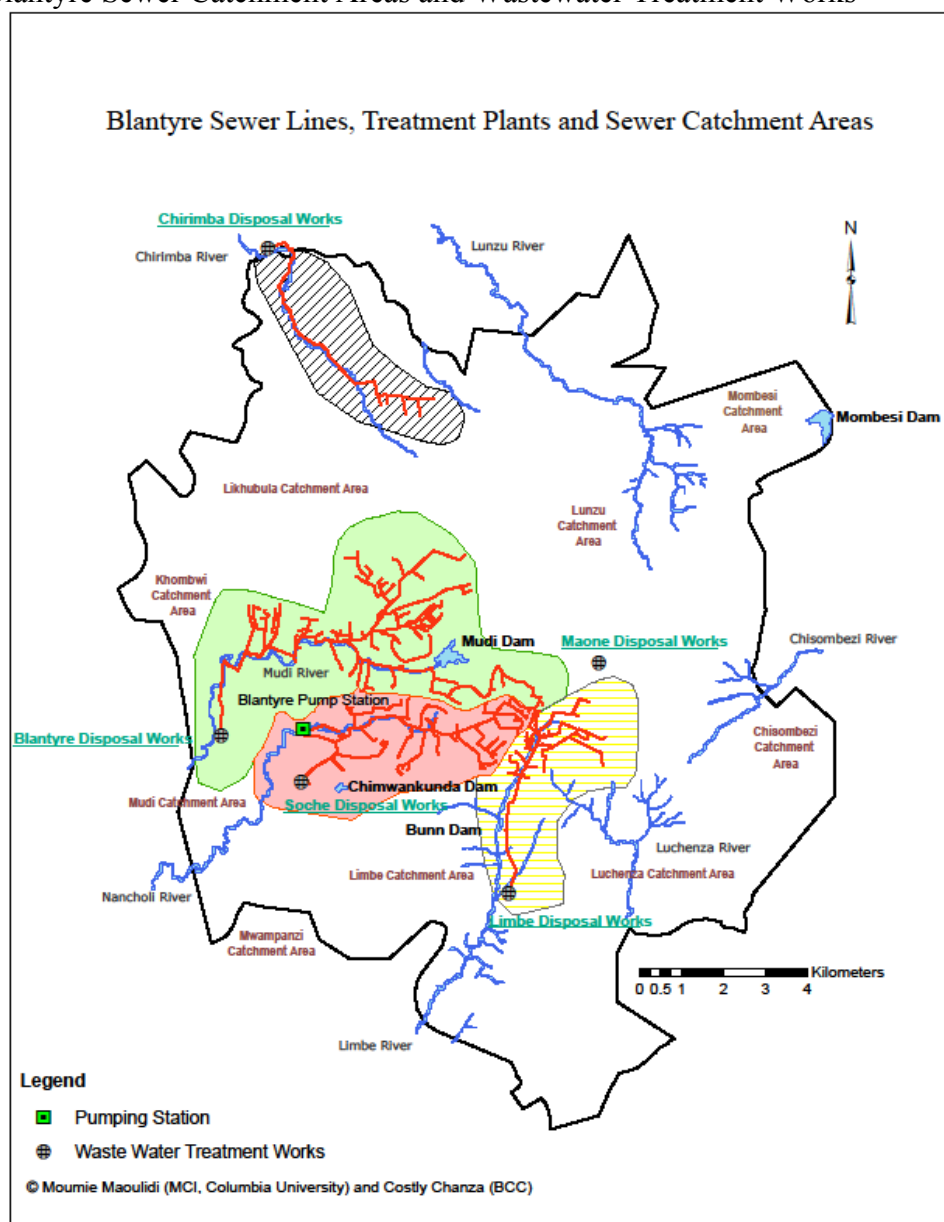 Blantyre Sewer Catchment Areas and Wastewater Treatment Works
Blantyre Sewer Lines, Treatment Plants and Sewer Catchment Areas
Chirimba Disposal Works
Chirimba River
Lunzu River
N
Mombesi
Catchment
Area
Mombesi Dam
Likhubula Catchment Area
Lunzu
Catchment
Area
Khombwi
Catchment
Area
Mudi Dam
Maone Disposal Works
Chisombezi River
Mudi River
Blantyre Pump Station
Blantyre Disposal Works
Chisombezi
Catchment
Area
Chimwankunda Dam
Mudi Catchment Area
Soche Disposal Works
Bunn Dam
Luchenza River
Limbe Catchment Area
Luchenza Catchment Area
Nancholi River
Limbe Disposal Works
Mwampanzi
Catchment Area
Kilometers
0 0.5 1 2 3 4
Limbe River
Legend
Pumping Station
Waste Water Treatment Works
© Moumie Maoulidi (MCI, Columbia University) and Costly Chanza (BCC)